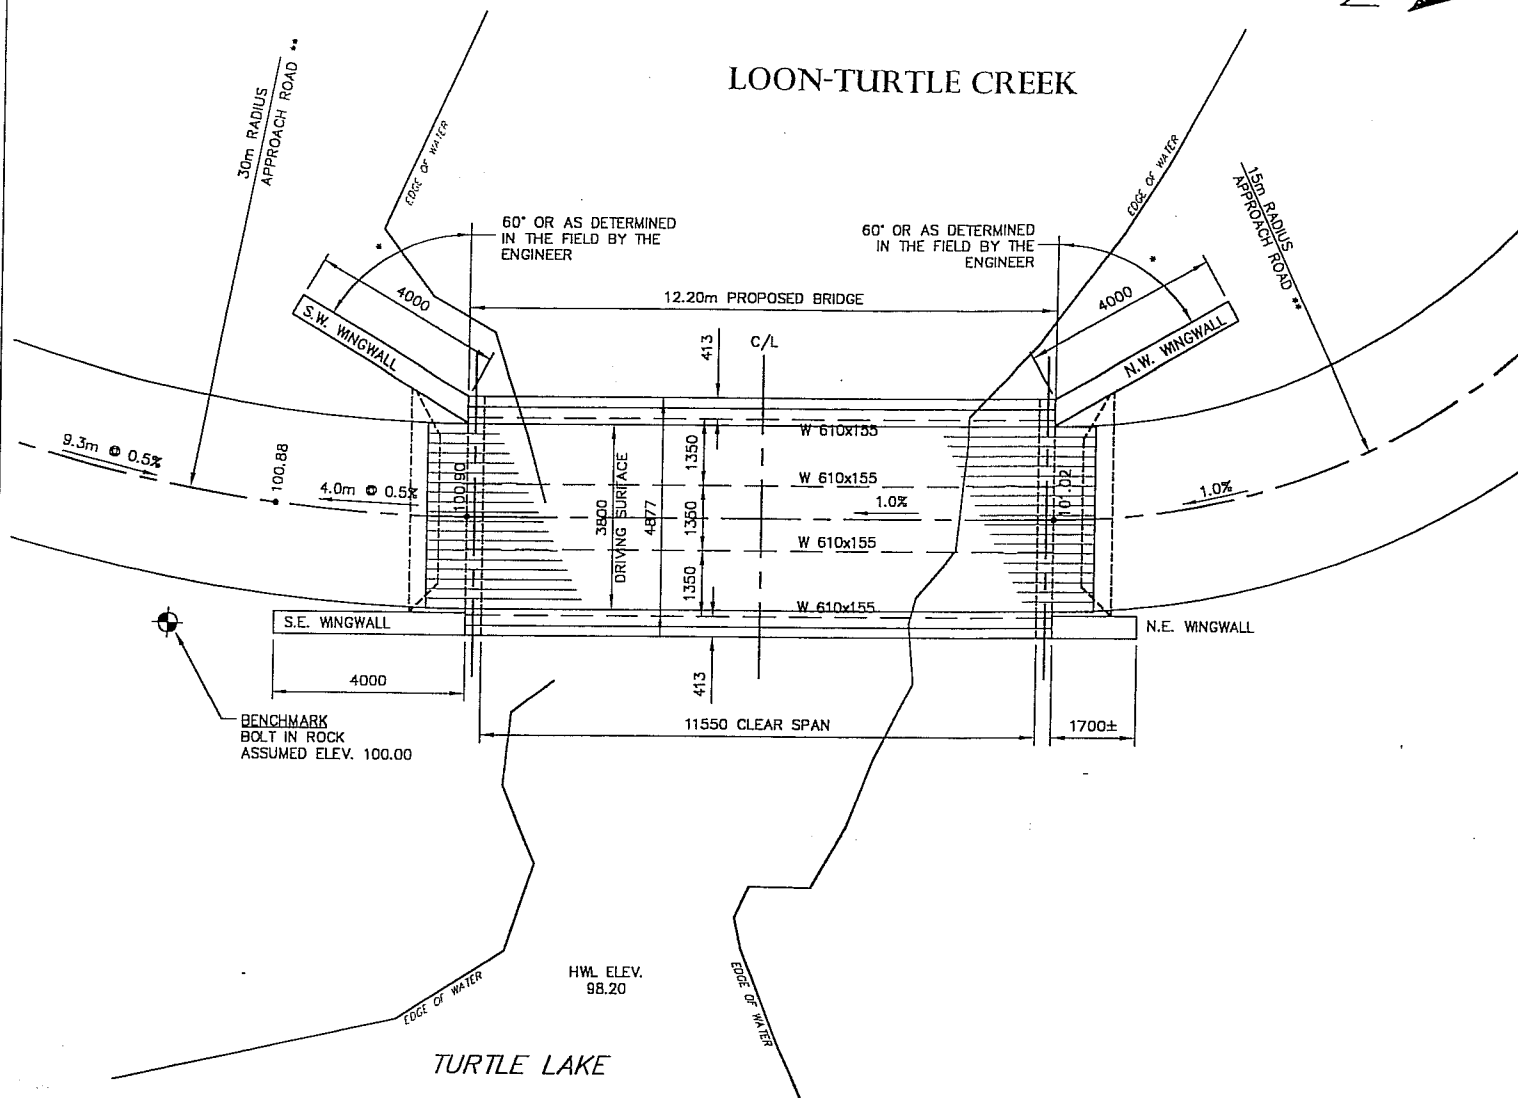 LOON-TURTLE CREEK
30m RADIUS
APPROACH ROAD **
EDGE OF WATER
EDGE OF WATER
15m RADIUS
APPROACH ROAD **
60° OR AS DETERMINED
IN THE FIELD BY THE
ENGINEER
*
60° OR AS DETERMINED
IN THE FIELD BY THE
ENGINEER
*
4000
12.20m PROPOSED BRIDGE
4000
S.W. WINGWALL
413
C/L
N.W. WINGWALL
9.3m @ 0.5%
100.88
4.0m @ 0.5%
100.90
3800
DRIVING SURFACE
4877
1350
1350
1350
W 610x155
W 610x155
1.0%
W 610x155
W 610x155
101.02
1.0%
S.E. WINGWALL
N.E. WINGWALL
4000
413
11550 CLEAR SPAN
1700±
BENCHMARK
BOLT IN ROCK
ASSUMED ELEV. 100.00
HWL ELEV.
98.20
EDGE OF WATER
EDGE OF WATER
TURTLE LAKE